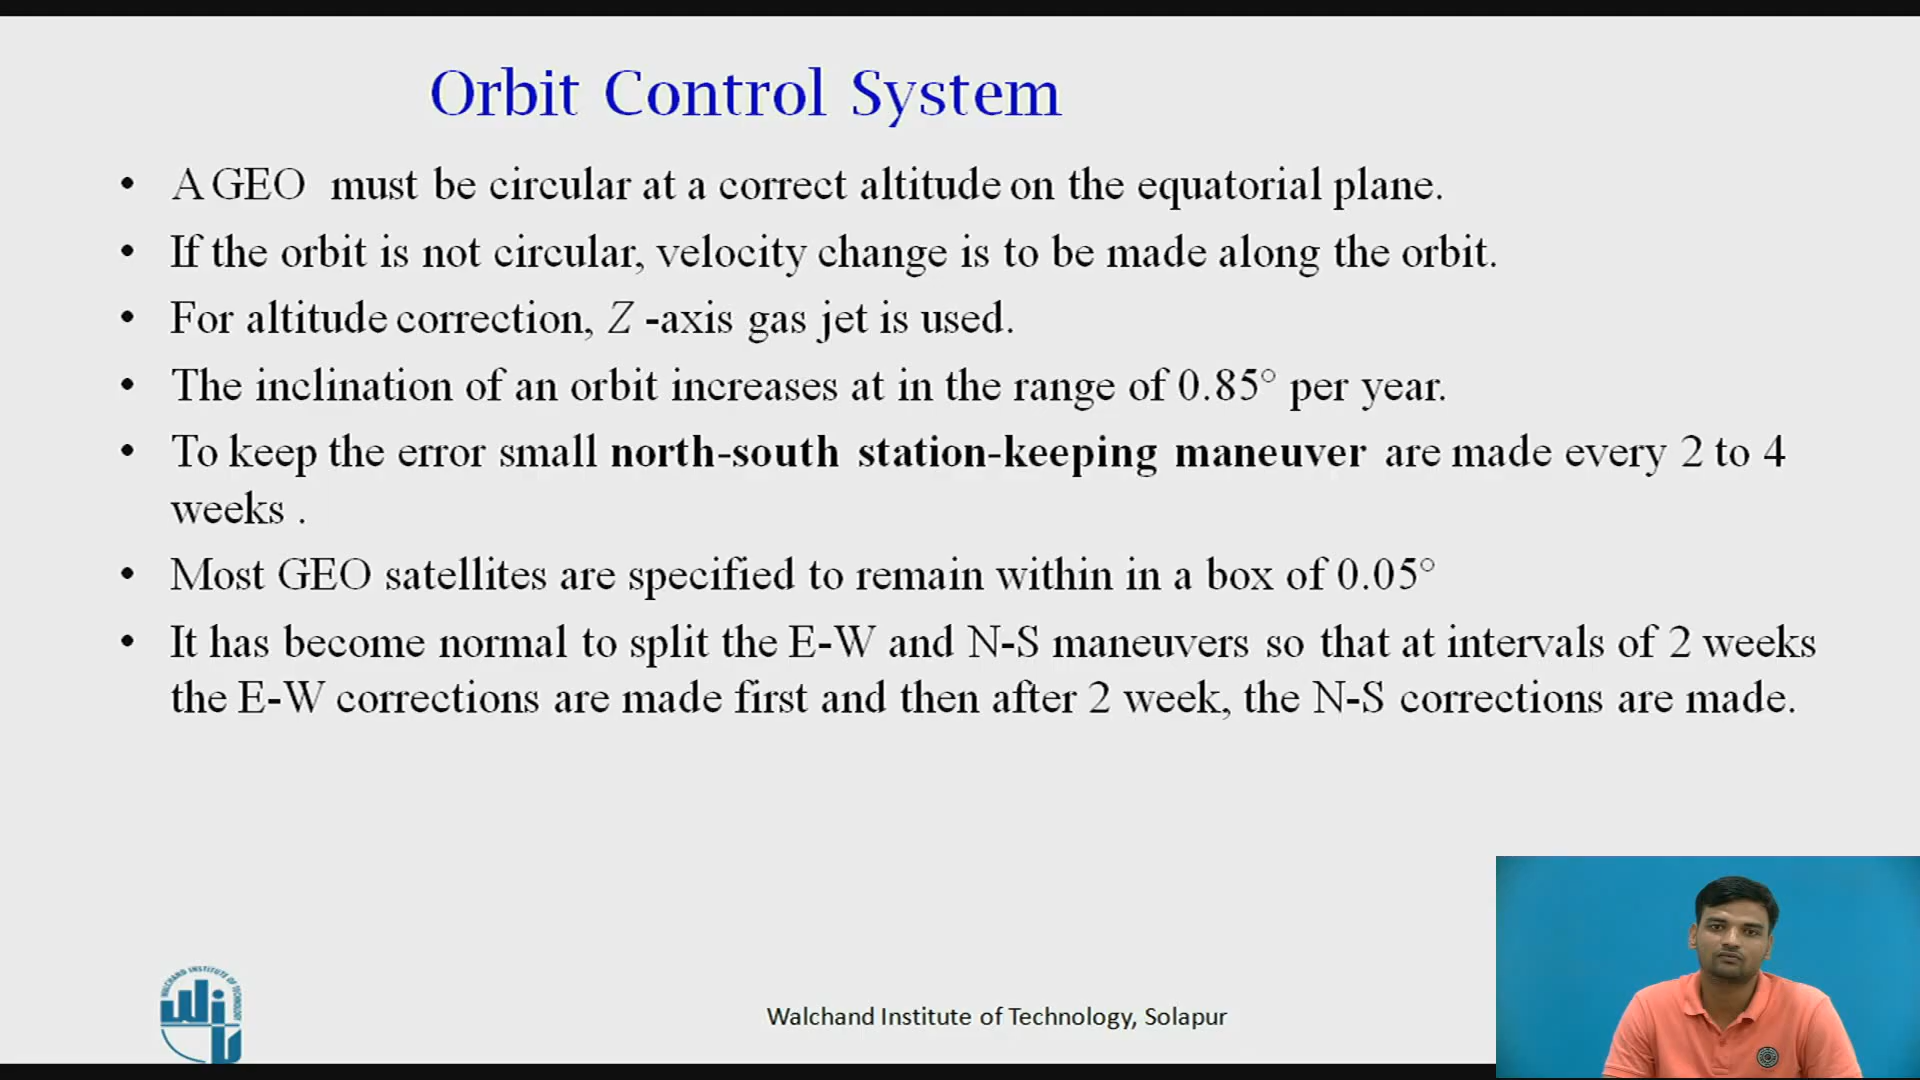 Orbit Control System
• A GEO must be circular at a correct altitude on the equatorial plane.
• If the orbit is not circular, velocity change is to be made along the orbit.
• For altitude correction, Z -axis gas jet is used.
• The inclination of an orbit increases at in the range of 0.85° per year.
• To keep the error small north-south station-keeping maneuver are made every 2 to 4
weeks .
• Most GEO satellites are specified to remain within in a box of 0.05°
• It has become normal to split the E-W and N-S maneuvers so that at intervals of 2 weeks
the E-W corrections are made first and then after 2 week, the N-S corrections are made.
WALCHAND INSTITUTE OF TECHNOLOGY
WIT
Walchand Institute of Technology, Solapur